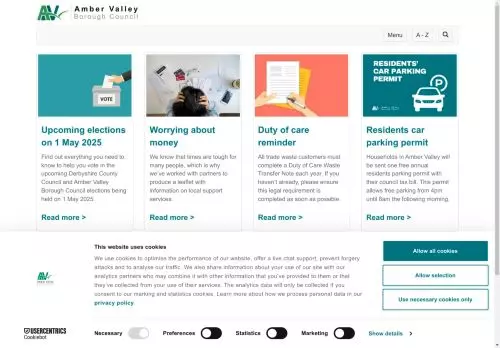 Amber Valley
Borough Council
Menu
A - Z
VOTE
RESIDENTS'
CAR PARKING
PERMIT
Upcoming elections
on 1 May 2025
Find out everything you need to
know to help you vote in the
upcoming Derbyshire County
Council and Amber Valley
Borough Council elections being
held on 1 May 2025.
Read more >
Worrying about
money
We know that times are tough for
many people, which is why
we've worked with partners to
produce a leaflet with
information on local support
services.
Read more >
Duty of care
reminder
All trade waste customers must
complete a Duty of Care Waste
Transfer Note each year. If you
haven't already, please ensure
this legal requirement is
completed as soon as possible.
Read more >
Residents car
parking permit
Households in Amber Valley will
be sent one free annual
residents parking permit with
their council tax bill. This permit
allows free parking from 4pm
until 8am the following morning.
Read more >
This website uses cookies
We use cookies to optimise the performance of our website, offer a live chat support, prevent forgery
attacks and to analyse our traffic. We also share information about your use of our site with our
analytics partners who may combine it with other information that you've provided to them or that
they've collected from your use of their services. The analytics data will only be collected if you
consent to our marketing and statistics cookies. Learn more about how we process personal data in our
privacy policy.
Allow all cookies
Allow selection
Use necessary cookies only
USERCENTRICS
Cookiebot
Necessary
Preferences
Statistics
Marketing
Show details >